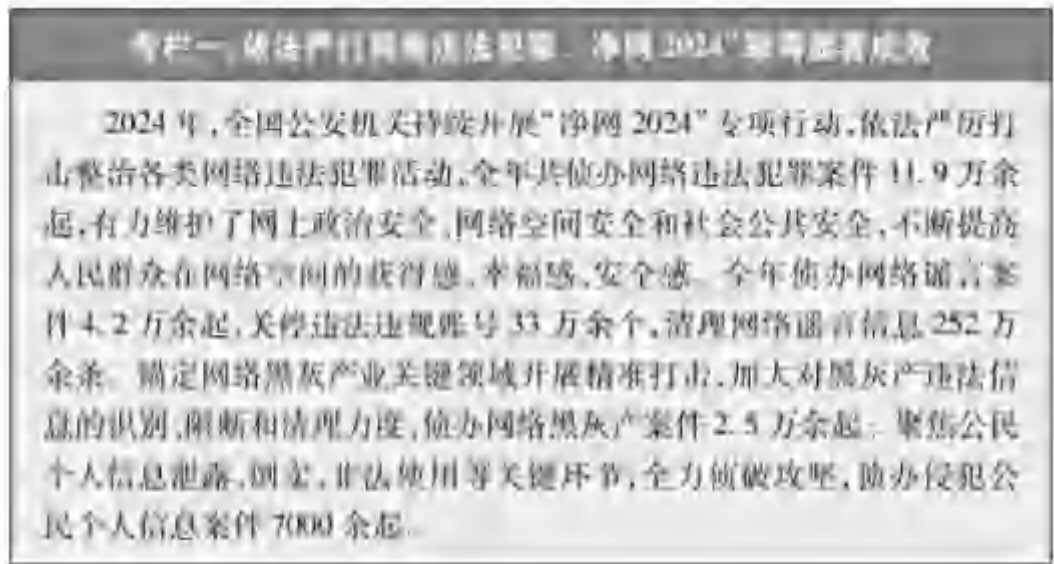 专栏一 依法严打网络违法犯罪 “净网2024”取得显著成效
2024年,全国公安机关持续开展“净网2024”专项行动,依法严厉打
击整治各类网络违法犯罪活动,全年共侦办网络违法犯罪案件11.9万余
起,有力维护了网上政治安全、网络空间安全和社会公共安全,不断提高
人民群众在网络空间的获得感、幸福感、安全感。全年侦办网络谣言案
件4.2万余起,关停违法违规账号33万余个,清理网络谣言信息252万
余条。锚定网络黑灰产业关键领域开展精准打击,加大对黑灰产违法信
息的识别、阻断和清理力度,侦办网络黑灰产案件2.5万余起。聚焦公民
个人信息泄露、倒卖、非法使用等关键环节,全力侦破攻坚,侦办侵犯公
民个人信息案件7000余起。